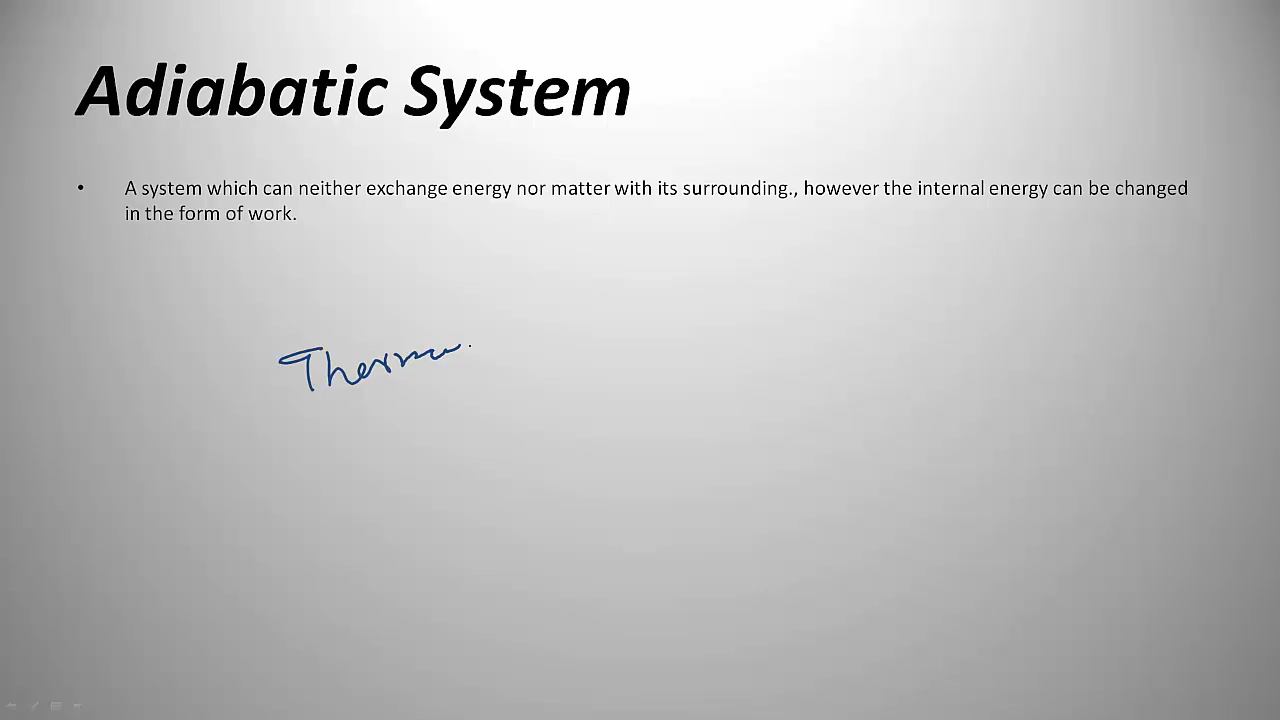 Adiabatic System
• A system which can neither exchange energy nor matter with its surrounding., however the internal energy can be changed
in the form of work.
Therm